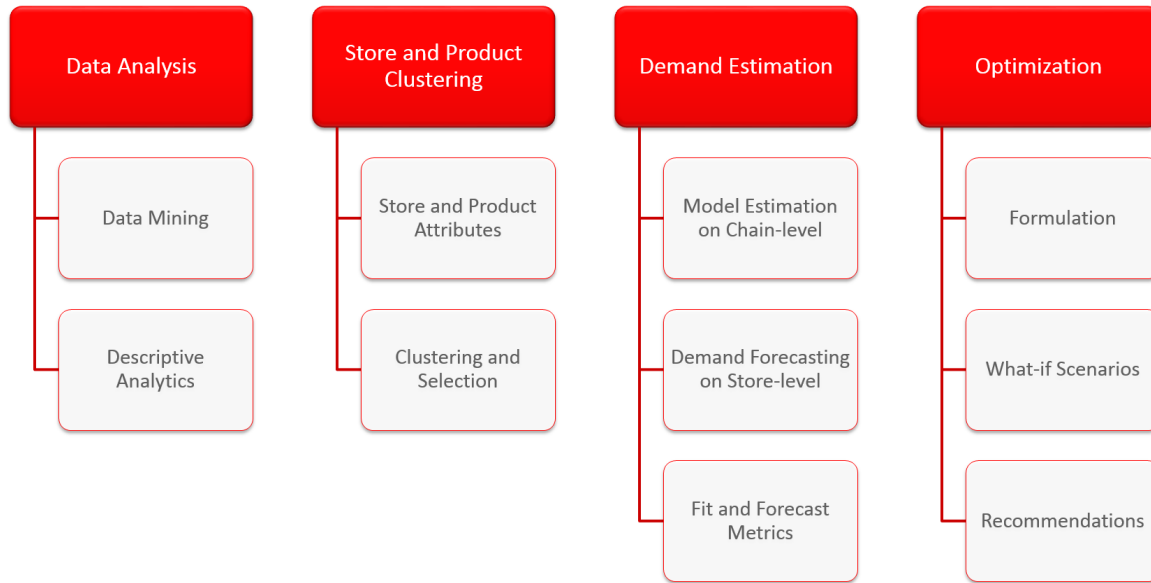 Data Analysis
Data Mining
Descriptive
Analytics
Store and Product
Clustering
Store and Product
Attributes
Clustering and
Selection
Demand Estimation
Model Estimation
on Chain-level
Demand Forecasting
on Store-level
Fit and Forecast
Metrics
Optimization
Formulation
What-if Scenarios
Recommendations